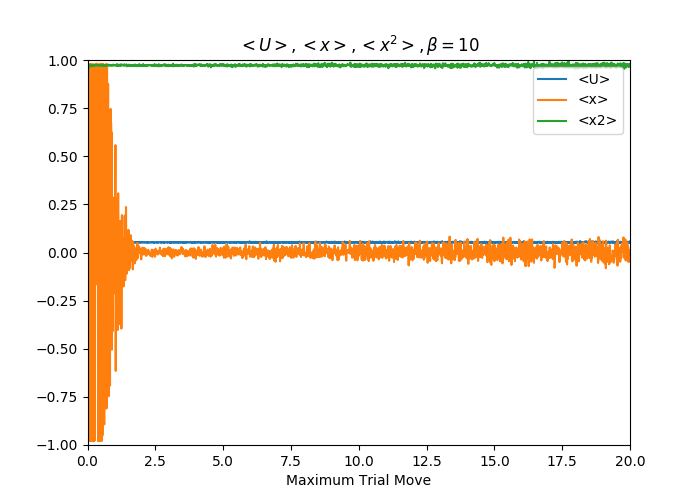 < U > , < x > , < x² > , β = 10
1.00
0.75
0.50
0.25
0.00
−0.25
−0.50
−0.75
−1.00
<U>
<x>
<x2>
0.0 2.5 5.0 7.5 10.0 12.5 15.0 17.5 20.0
Maximum Trial Move